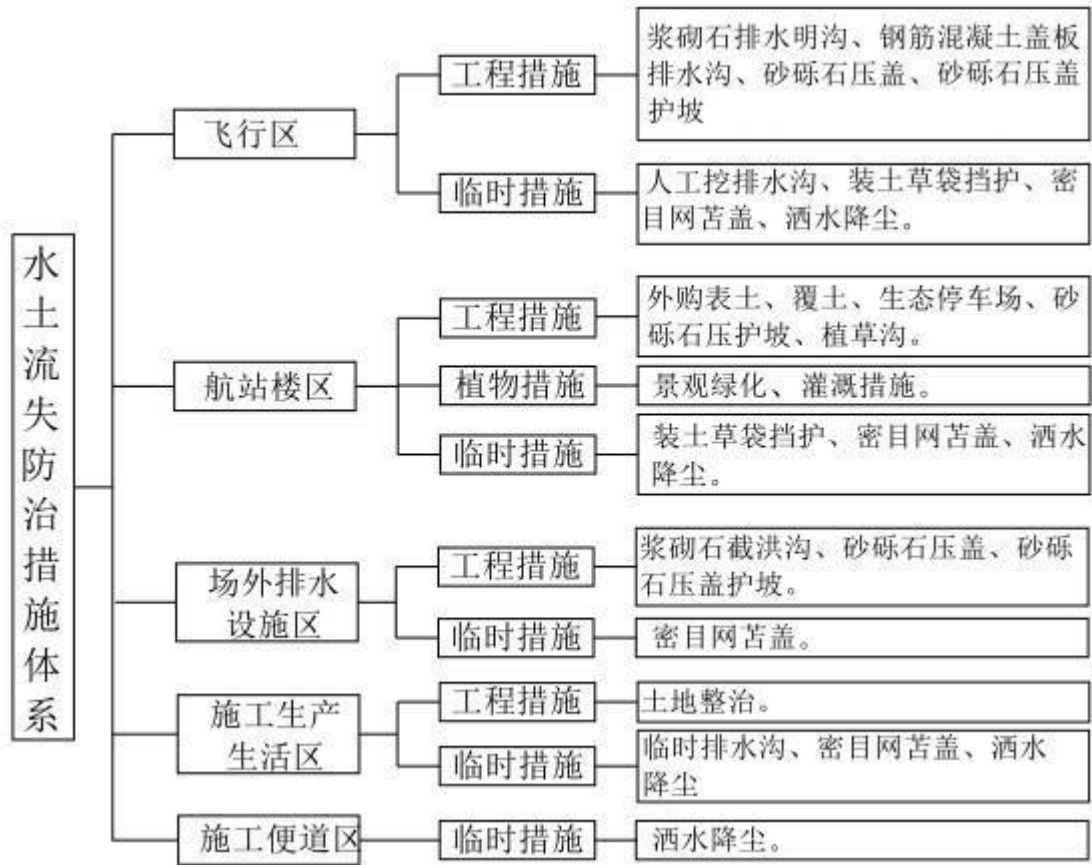 水土流失防治措施体系
飞行区
工程措施
浆砌石排水明沟、钢筋混凝土盖板
排水沟、砂砾石压盖、砂砾石压盖
护坡
临时措施
人工挖排水沟、装土草袋挡护、密
目网苫盖、洒水降尘。
航站楼区
工程措施
外购表土、覆土、生态停车场、砂
砾石压护坡、植草沟。
植物措施
景观绿化、灌溉措施。
临时措施
装土草袋挡护、密目网苫盖、洒水
降尘。
场外排水
设施区
工程措施
浆砌石截洪沟、砂砾石压盖、砂砾
石压盖护坡。
临时措施
密目网苫盖。
施工生产
生活区
工程措施
土地整治。
临时措施
临时排水沟、密目网苫盖、洒水
降尘
施工便道区
临时措施
洒水降尘。